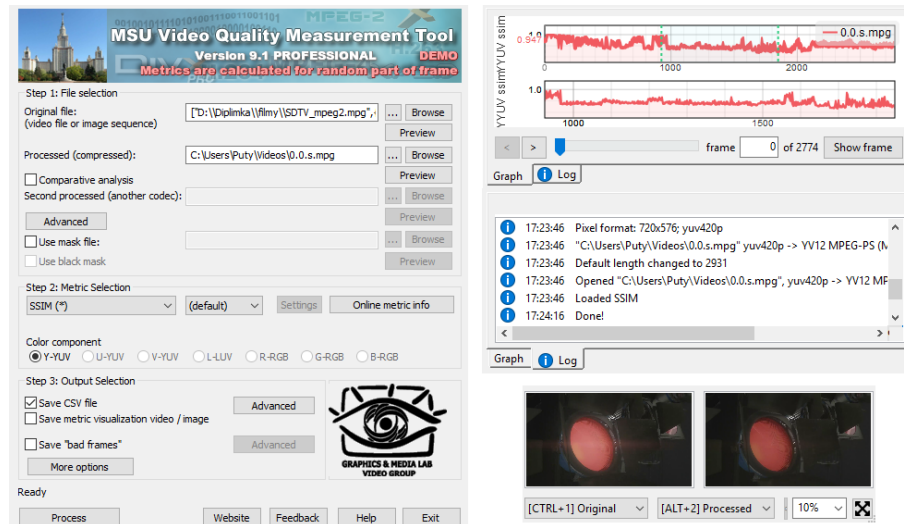 MPEG-2
MSU Video Quality Measurement Tool
Version 9.1 PROFESSIONAL DEMO
Metrics are calculated for random part of frame
Step 1: File selection
Original file:
(video file or image sequence)
["D:\\Diplimka\\filmy\\SDTV_mpeg2.mpg",
... Browse
Preview
Processed (compressed):
C:\Users\Puty\Videos\0.0.s.mpg
... Browse
Preview
Comparative analysis
Second processed (another codec):
... Browse
Preview
Advanced
Use mask file:
... Browse
Use black mask
Preview
Step 2: Metric Selection
SSIM (*)
(default)
Settings
Online metric info
Color component
Y-YUV U-YUV V-YUV L-LUV R-RGB G-RGB B-RGB
Step 3: Output Selection
Save CSV file
Advanced
Save metric visualization video / image
Save "bad frames"
Advanced
More options
GRAPHICS & MEDIA LAB
VIDEO GROUP
Ready
Process Website Feedback Help Exit
YYUV ssim
1.0
0.947
0.0.s.mpg
0 1000 2000
YYUV ssim
1.0
1000 1500
< > frame 0 of 2774 Show frame
Graph Log
17:23:46 Pixel format: 720x576; yuv420p
17:23:46 "C:\Users\Puty\Videos\0.0.s.mpg" yuv420p -> YV12 MPEG-PS (M
17:23:46 Default length changed to 2931
17:23:46 Opened "C:\Users\Puty\Videos\0.0.s.mpg", yuv420p -> YV12 MP
17:23:46 Loaded SSIM
17:24:16 Done!
Graph Log
[CTRL+1] Original
[ALT+2] Processed
10%